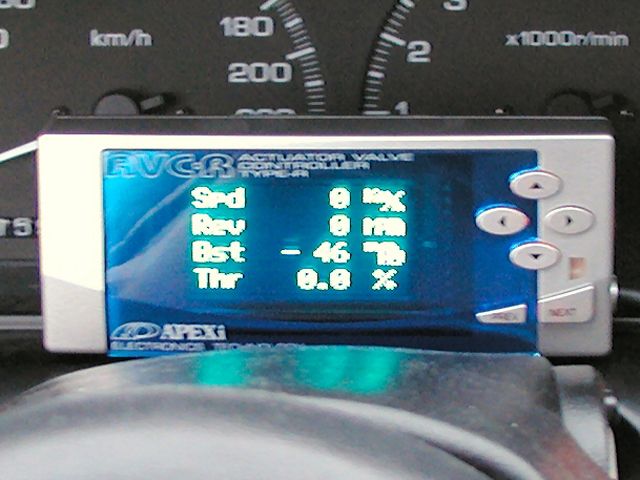 180
km/h
200
3
2
1
x1000r/min
AVC-R
ACTUATOR VALVE
CONTROLLER
TYPE-R
Spd 0 km/h
Rev 0 rpm
Bst - 46
Thr 0.0 %
PREV
NEXT
APEXi
ELECTRONICS TECHNOLOGY